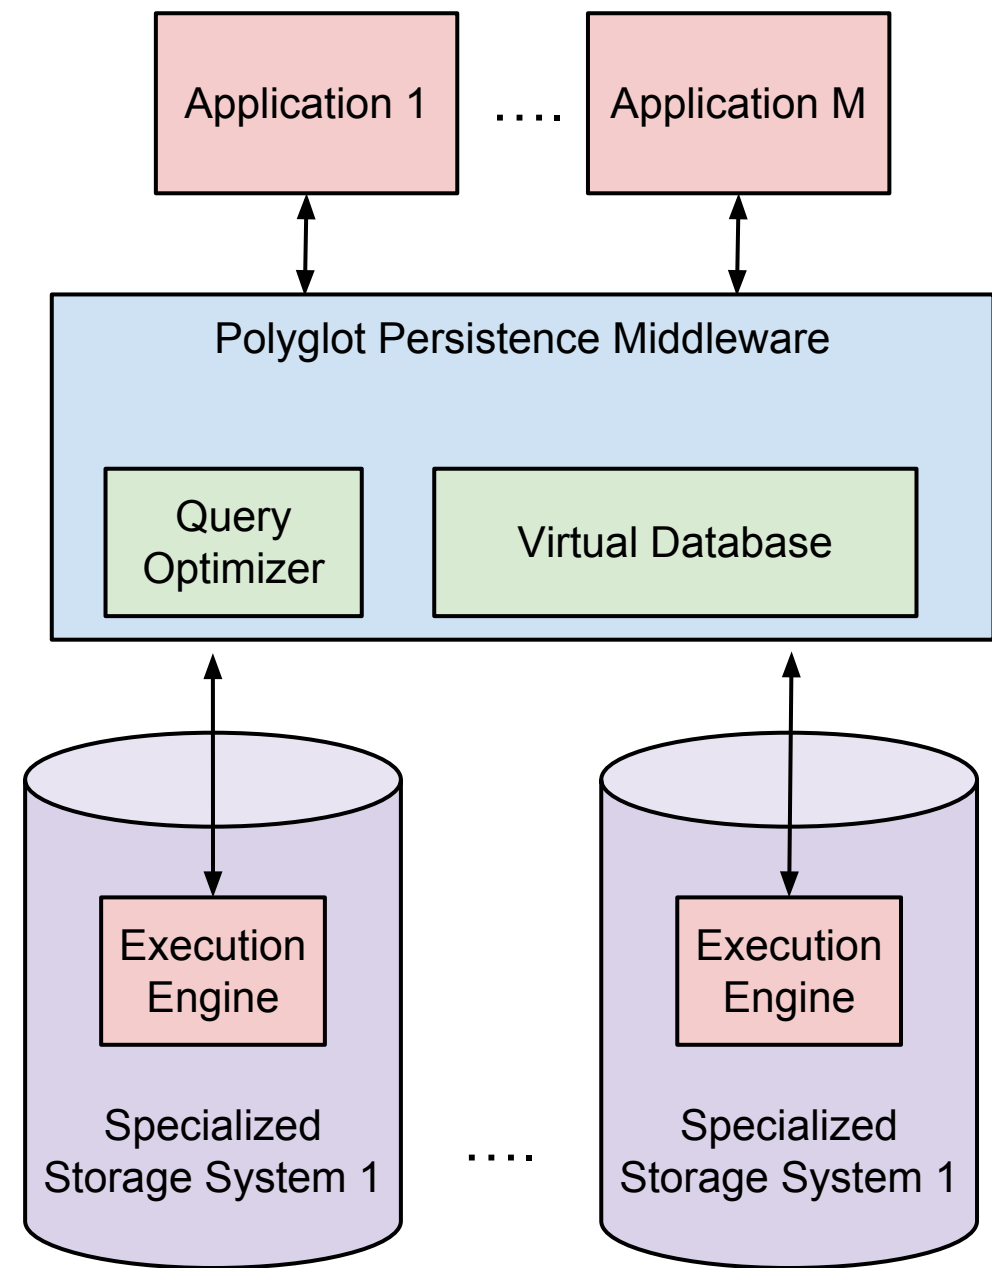 Application 1
....
Application M
Polyglot Persistence Middleware
Query
Optimizer
Virtual Database
Execution
Engine
Execution
Engine
Specialized
Storage System 1
....
Specialized
Storage System 1